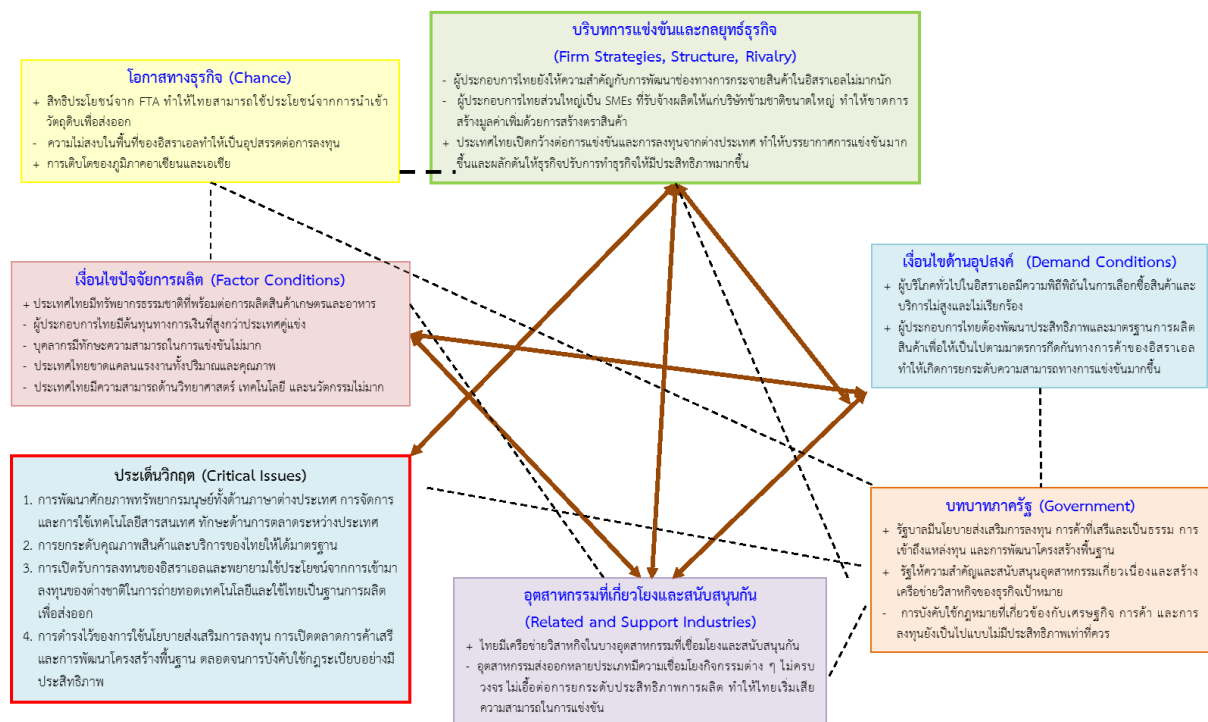 บริบทการแข่งขันและกลยุทธ์ธุรกิจ
(Firm Strategies, Structure, Rivalry)
- ผู้ประกอบการไทยยังให้ความสำคัญกับการพัฒนาช่องทางการกระจายสินค้าในอิสราเอลไม่มากนัก
- ผู้ประกอบการไทยส่วนใหญ่เป็น SMEs ที่รับจ้างผลิตให้แก่บริษัทข้ามชาติขนาดใหญ่ ทำให้ขาดการ
สร้างมูลค่าเพิ่มด้วยการสร้างตราสินค้า
+ ประเทศไทยเปิดกว้างต่อการแข่งขันและการลงทุนจากต่างประเทศ ทำให้บรรยากาศการแข่งขันมาก
ขึ้นและผลักดันให้ธุรกิจปรับการทำธุรกิจให้มีประสิทธิภาพมากขึ้น
โอกาสทางธุรกิจ (Chance)
+ สิทธิประโยชน์จาก FTA ทำให้ไทยสามารถใช้ประโยชน์จากการนำเข้า
วัตถุดิบเพื่อส่งออก
- ความไม่สงบในพื้นที่ของอิสราเอลทำให้เป็นอุปสรรคต่อการลงทุน
+ การเติบโตของภูมิภาคอาเซียนและเอเชีย
เงื่อนไขปัจจัยการผลิต (Factor Conditions)
+ ประเทศไทยมีทรัพยากรธรรมชาติที่พร้อมต่อการผลิตสินค้าเกษตรและอาหาร
- ผู้ประกอบการไทยมีต้นทุนทางการเงินที่สูงกว่าประเทศคู่แข่ง
- บุคลากรมีทักษะความสามารถในการแข่งขันไม่มาก
- ประเทศไทยขาดแคลนแรงงานทั้งปริมาณและคุณภาพ
- ประเทศไทยมีความสามารถด้านวิทยาศาสตร์ เทคโนโลยี และนวัตกรรมไม่มาก
เงื่อนไขด้านอุปสงค์ (Demand Conditions)
+ ผู้บริโภคทั่วไปในอิสราเอลมีความพิถีพิถันในการเลือกซื้อสินค้าและ
บริการไม่สูงและไม่เรียกร้อง
+ ผู้ประกอบการไทยต้องพัฒนาประสิทธิภาพและมาตรฐานการผลิต
สินค้าเพื่อให้เป็นไปตามมาตรการกีดกันทางการค้าของอิสราเอล
ทำให้เกิดการยกระดับความสามารถทางการแข่งขันมากขึ้น
ประเด็นวิกฤต (Critical Issues)
1. การพัฒนาศักยภาพทรัพยากรมนุษย์ทั้งด้านภาษาต่างประเทศ การจัดการ
และการใช้เทคโนโลยีสารสนเทศ ทักษะด้านการตลาดระหว่างประเทศ
2. การยกระดับคุณภาพสินค้าและบริการของไทยให้ได้มาตรฐาน
3. การเปิดรับการลงทุนของอิสราเอลและพยายามใช้ประโยชน์จากการเข้ามา
ลงทุนของต่างชาติในการถ่ายทอดเทคโนโลยีและใช้ไทยเป็นฐานการผลิต
เพื่อส่งออก
4. การดำรงไว้ของการใช้นโยบายส่งเสริมการลงทุน การเปิดตลาดการค้าเสรี
และการพัฒนาโครงสร้างพื้นฐาน ตลอดจนการบังคับใช้กฎระเบียบอย่างมี
ประสิทธิภาพ
บทบาทภาครัฐ (Government)
+ รัฐบาลมีนโยบายส่งเสริมการลงทุน การค้าที่เสรีและเป็นธรรม การ
เข้าถึงแหล่งทุน และการพัฒนาโครงสร้างพื้นฐาน
+ รัฐให้ความสำคัญและสนับสนุนอุตสาหกรรมเกี่ยวเนื่องและสร้าง
เครือข่ายวิสาหกิจของธุรกิจเป้าหมาย
- การบังคับใช้กฎหมายที่เกี่ยวข้องกับเศรษฐกิจ การค้า และการ
ลงทุนยังเป็นไปแบบไม่มีประสิทธิภาพเท่าที่ควร
อุตสาหกรรมที่เกี่ยวโยงและสนับสนุนกัน
(Related and Support Industries)
+ ไทยมีเครือข่ายวิสาหกิจในบางอุตสาหกรรมที่เชื่อมโยงและสนับสนุนกัน
- อุตสาหกรรมส่งออกหลายประเภทมีความเชื่อมโยงกิจกรรมต่าง ๆ ไม่ครบ
วงจร ไม่เอื้อต่อการยกระดับประสิทธิภาพการผลิต ทำให้ไทยเริ่มเสีย
ความสามารถในการแข่งขัน